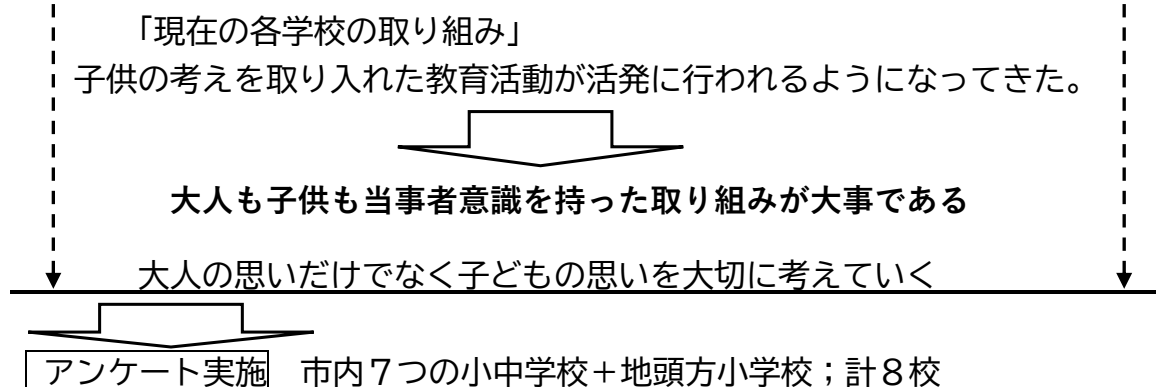 「現在の各学校の取り組み」
子供の考えを取り入れた教育活動が活発に行われるようになってきた。
大人も子供も当事者意識を持った取り組みが大事である
大人の思いだけでなく子どもの思いを大切に考えていく
アンケート実施　市内７つの小中学校＋地頭方小学校；計８校